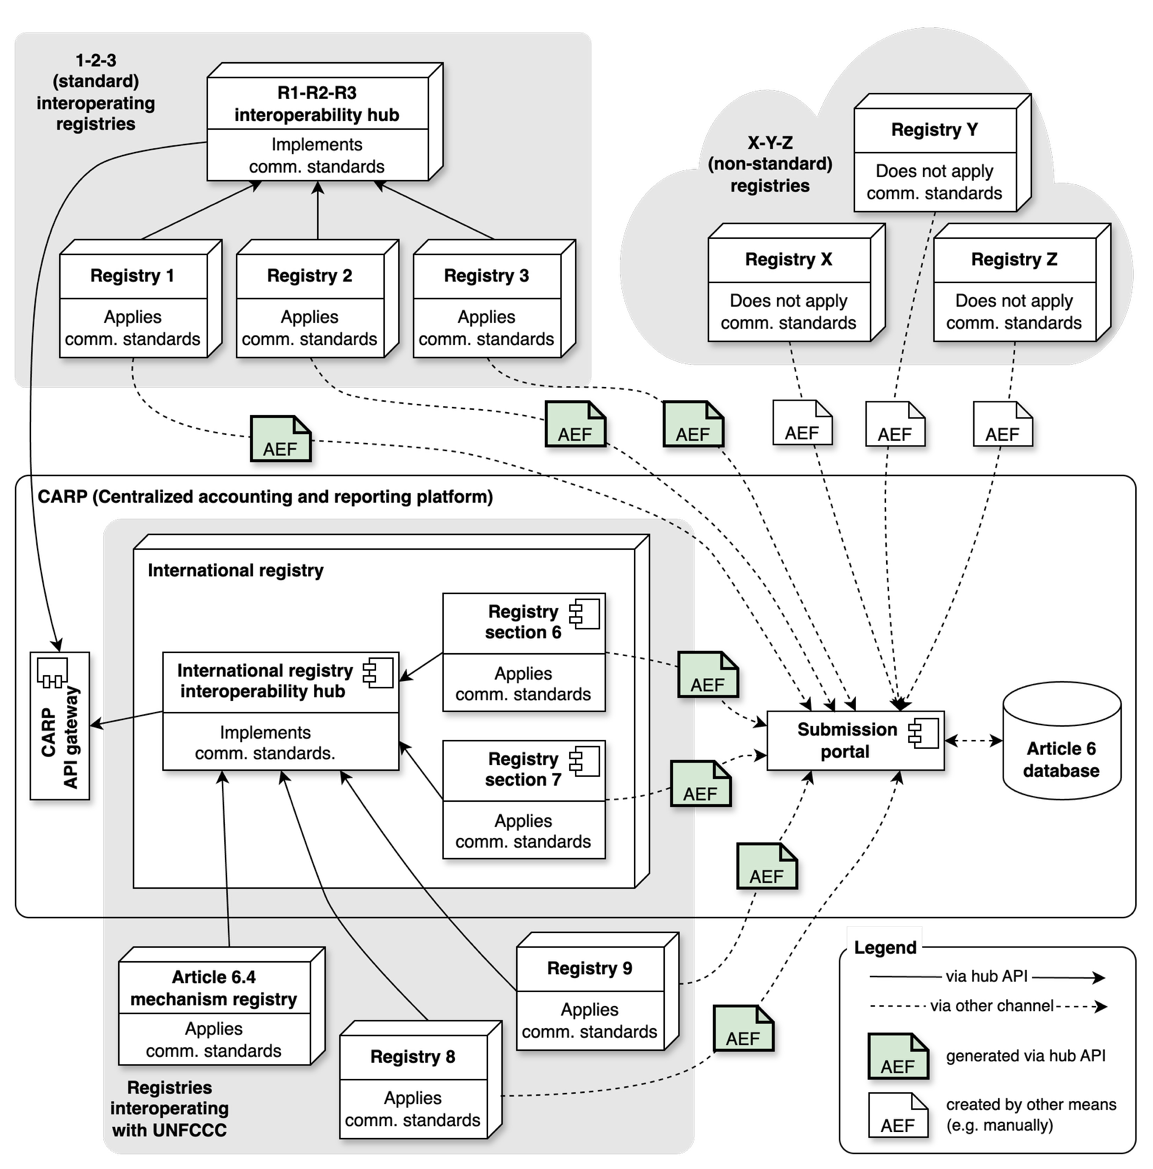 1-2-3
(standard)
interoperating
registries
R1-R2-R3
interoperability hub
Implements
comm. standards
Registry 1
Applies
comm. standards
Registry 2
Applies
comm. standards
Registry 3
Applies
comm. standards
X-Y-Z
(non-standard)
registries
Registry Y
Does not apply
comm. standards
Registry X
Does not apply
comm. standards
Registry Z
Does not apply
comm. standards
AEF
AEF
AEF
AEF
AEF
AEF
CARP (Centralized accounting and reporting platform)
International registry
Registry
section 6
Applies
comm. standards
International registry
interoperability hub
Implements
comm. standards.
Registry
section 7
Applies
comm. standards
CARP
API gateway
AEF
AEF
Submission
portal
Article 6
database
AEF
AEF
Article 6.4
mechanism registry
Applies
comm. standards
Registry 9
Applies
comm. standards
Registry 8
Applies
comm. standards
Registries
interoperating
with UNFCCC
Legend
via hub API
via other channel
AEF
generated via hub API
AEF
created by other means
(e.g. manually)